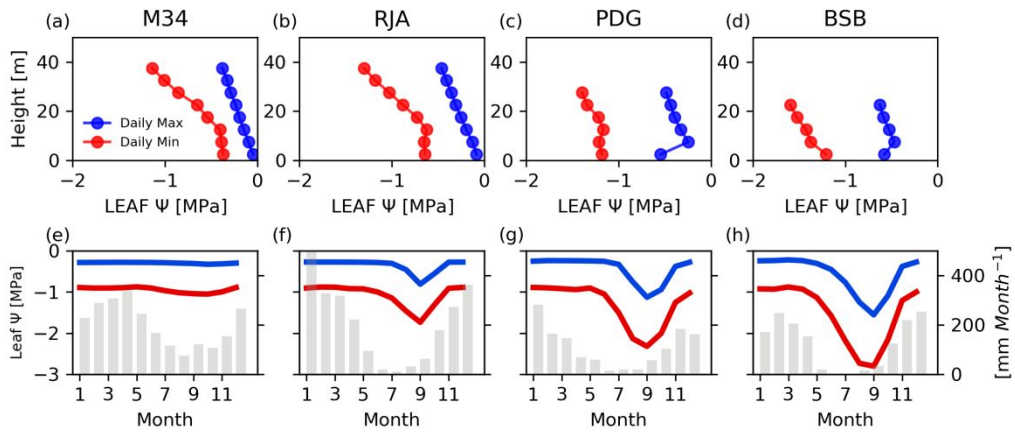 (a) M34 (b) RJA (c) PDG (d) BSB
Height [m]
40 40 40 40
20 20 20 20
0 0 0 0
Daily Max
Daily Min
−2 −1 0 −2 −1 0 −2 −1 0 −2 −1 0
LEAF Ψ [MPa] LEAF Ψ [MPa] LEAF Ψ [MPa] LEAF Ψ [MPa]
(e) (f) (g) (h)
Leaf Ψ [MPa]
0
−1 400
−2 200
−3 0
[mm Month⁻¹]
1 3 5 7 9 11 1 3 5 7 9 11 1 3 5 7 9 11 1 3 5 7 9 11
Month Month Month Month